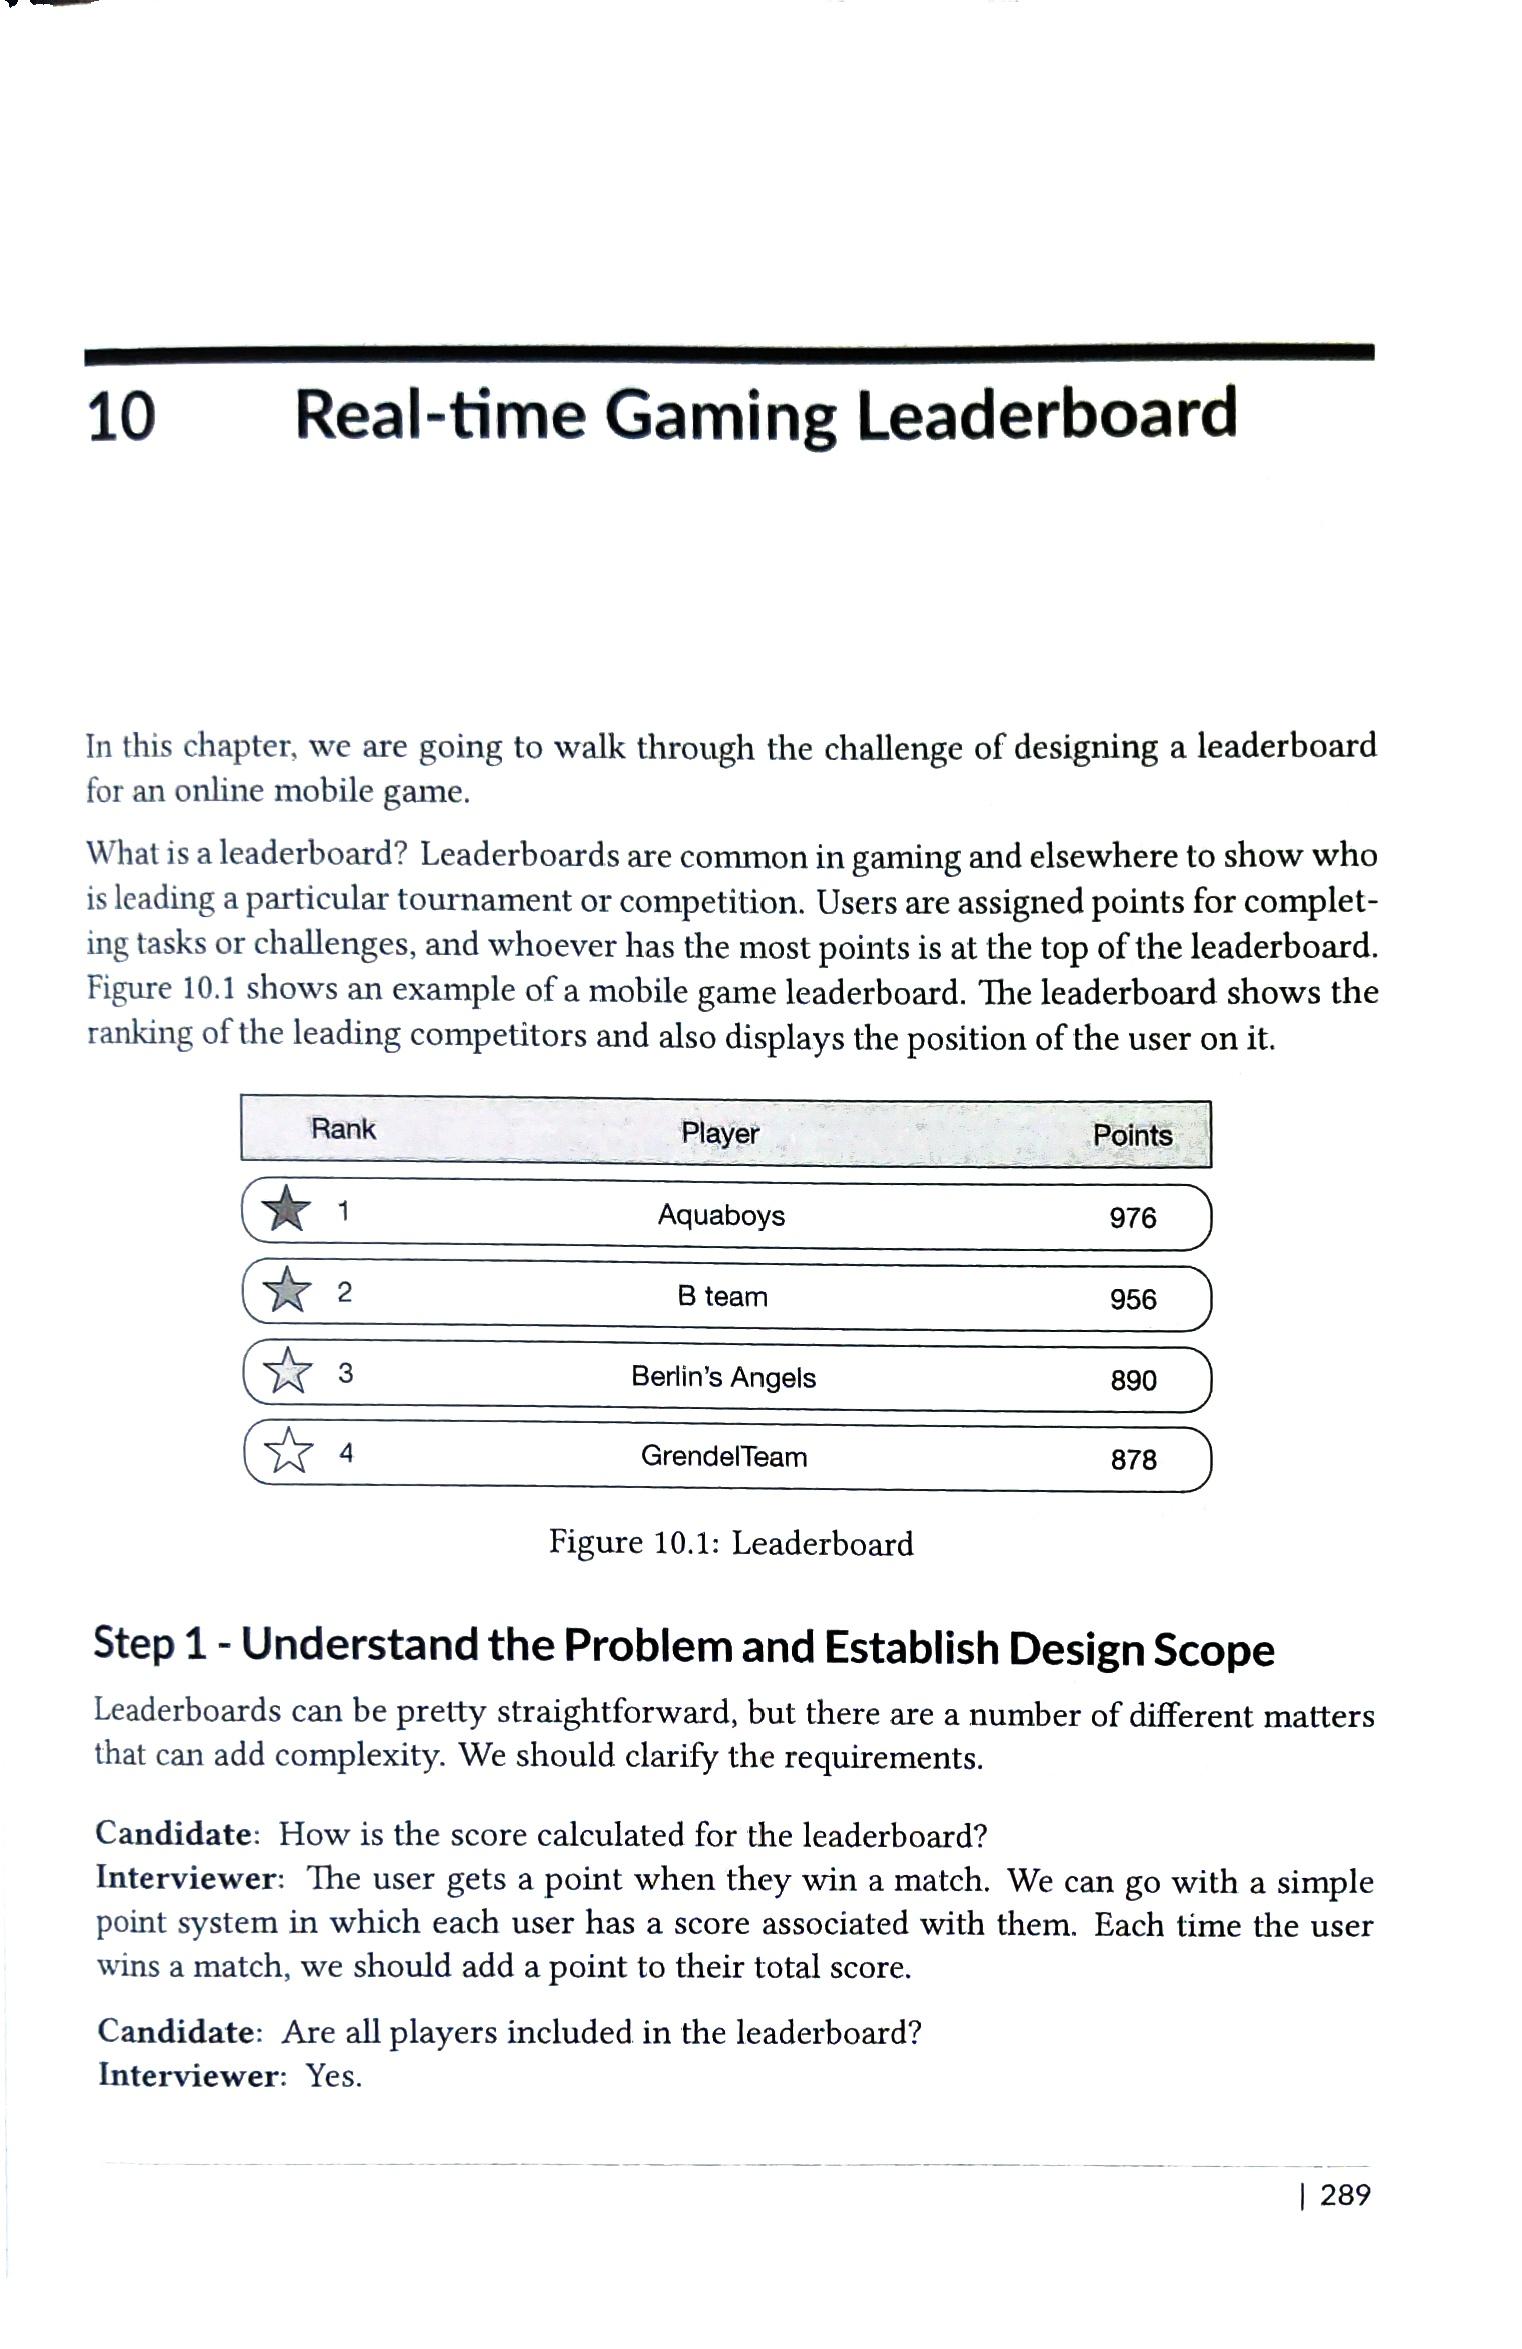 10 Real-time Gaming Leaderboard
In this chapter, we are going to walk through the challenge of designing a leaderboard
for an online mobile game.
What is a leaderboard? Leaderboards are common in gaming and elsewhere to show who
is leading a particular tournament or competition. Users are assigned points for complet-
ing tasks or challenges, and whoever has the most points is at the top of the leaderboard.
Figure 10.1 shows an example of a mobile game leaderboard. The leaderboard shows the
ranking of the leading competitors and also displays the position of the user on it.
Rank Player Points
1 Aquaboys 976
2 B team 956
3 Berlin's Angels 890
4 GrendelTeam 878
Figure 10.1: Leaderboard
Step 1 - Understand the Problem and Establish Design Scope
Leaderboards can be pretty straightforward, but there are a number of different matters
that can add complexity. We should clarify the requirements.
Candidate: How is the score calculated for the leaderboard?
Interviewer: The user gets a point when they win a match. We can go with a simple
point system in which each user has a score associated with them. Each time the user
wins a match, we should add a point to their total score.
Candidate: Are all players included in the leaderboard?
Interviewer: Yes.
| 289